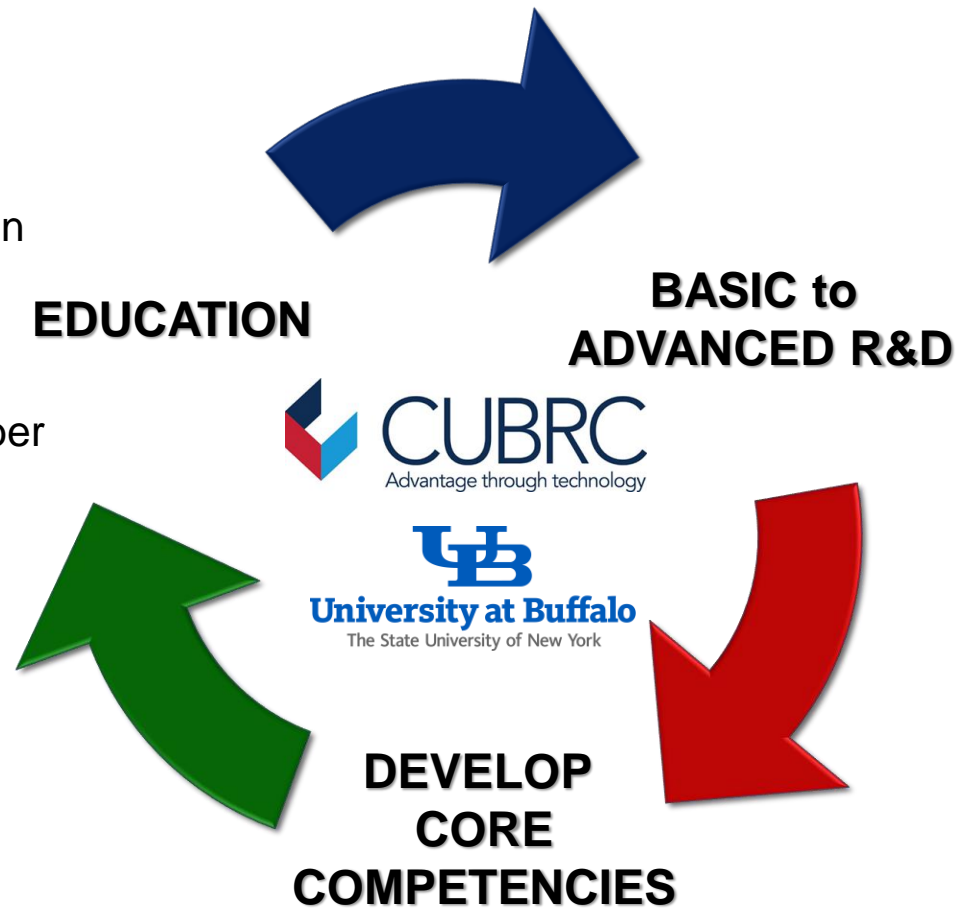 n
EDUCATION
BASIC to
ADVANCED R&D
per
CUBRC
Advantage through technology
UB
University at Buffalo
The State University of New York
DEVELOP
CORE
COMPETENCIES